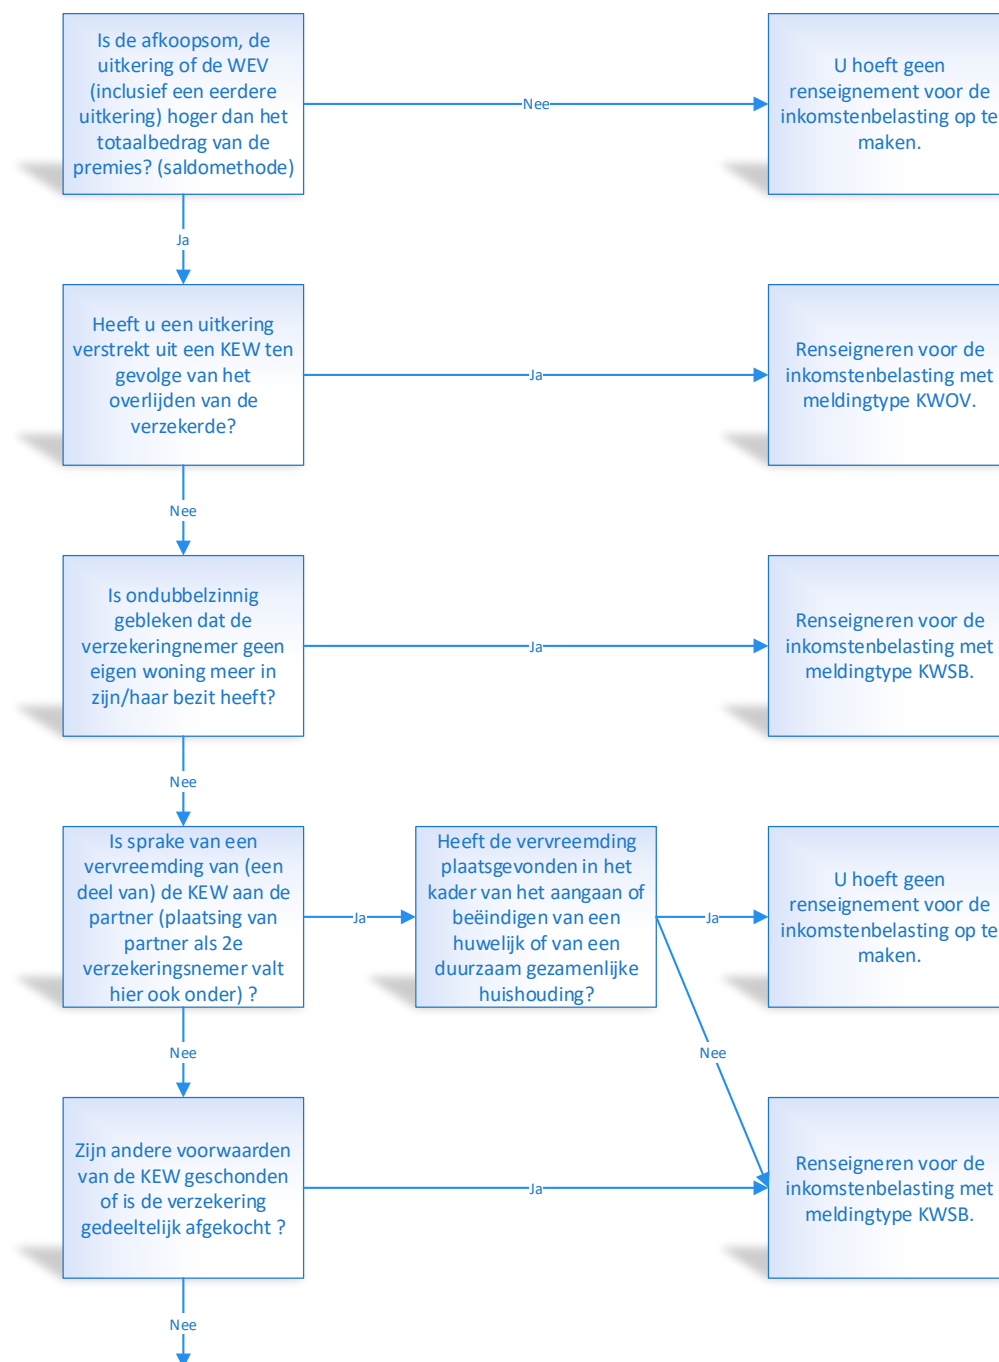 Is de afkoopsom, de
uitkering of de WEV
(inclusief een eerdere
uitkering) hoger dan het
totaalbedrag van de
premies? (saldomethode)
Nee
U hoeft geen
renseignement voor de
inkomstenbelasting op te
maken.
Ja
Heeft u een uitkering
verstrekt uit een KEW ten
gevolge van het
overlijden van de
verzekerde?
Ja
Renseigneren voor de
inkomstenbelasting met
meldingtype KWOV.
Nee
Is ondubbelzinnig
gebleken dat de
verzekeringnemer geen
eigen woning meer in
zijn/haar bezit heeft?
Ja
Renseigneren voor de
inkomstenbelasting met
meldingtype KWSB.
Nee
Is sprake van een
vervreemding van (een
deel van) de KEW aan de
partner (plaatsing van
partner als 2e
verzekeringsnemer valt
hier ook onder) ?
Ja
Heeft de vervreemding
plaatsgevonden in het
kader van het aangaan of
beëindigen van een
huwelijk of van een
duurzaam gezamenlijke
huishouding?
Ja
U hoeft geen
renseignement voor de
inkomstenbelasting op te
maken.
Nee
Nee
Zijn andere voorwaarden
van de KEW geschonden
of is de verzekering
gedeeltelijk afgekocht ?
Ja
Renseigneren voor de
inkomstenbelasting met
meldingtype KWSB.
Nee